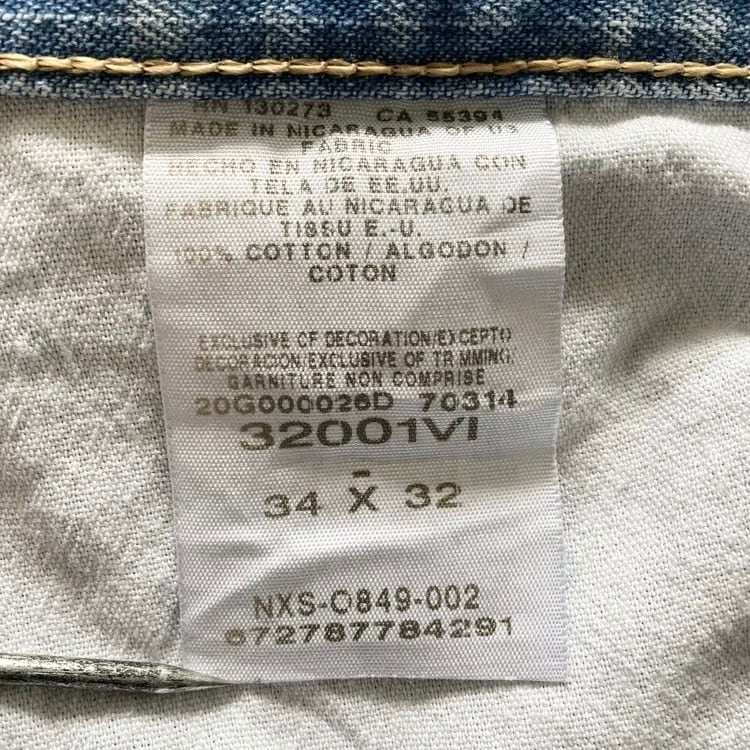 RN 130273 CA 55394
MADE IN NICARAGUA OF US
FABRIC
HECHO EN NICARAGUA CON
TELA DE EE.UU.
FABRIQUE AU NICARAGUA DE
TISSU E.-U.
100% COTTON / ALGODON /
COTON
EXCLUSIVE OF DECORATION/EXCEPTO
DECORACION/EXCLUSIVE OF TRIMMING/
GARNITURE NON COMPRISE
20G000026D 70314
32001VI
-
34 X 32
NXS-O849-002
672787784291